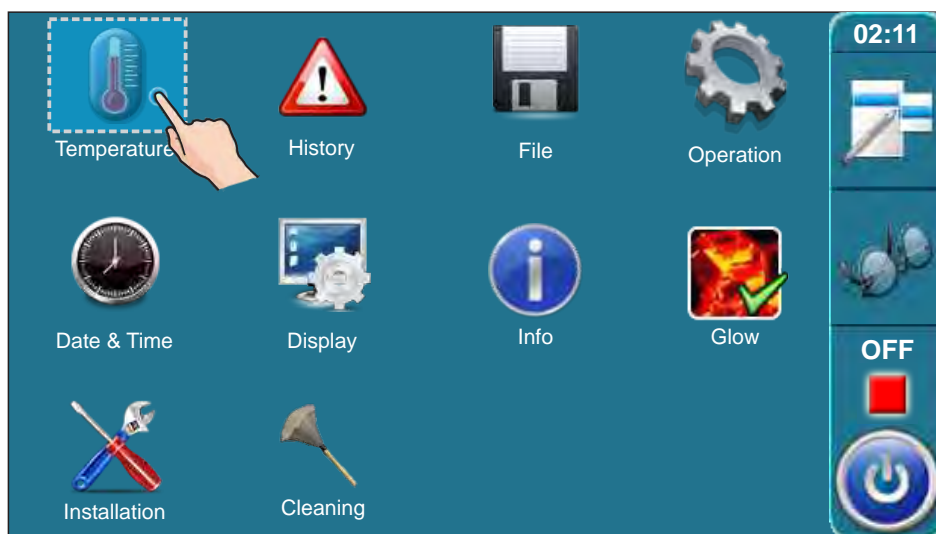 02:11
Temperature
History
File
Operation
Date & Time
Display
Info
Glow
OFF
Installation
Cleaning